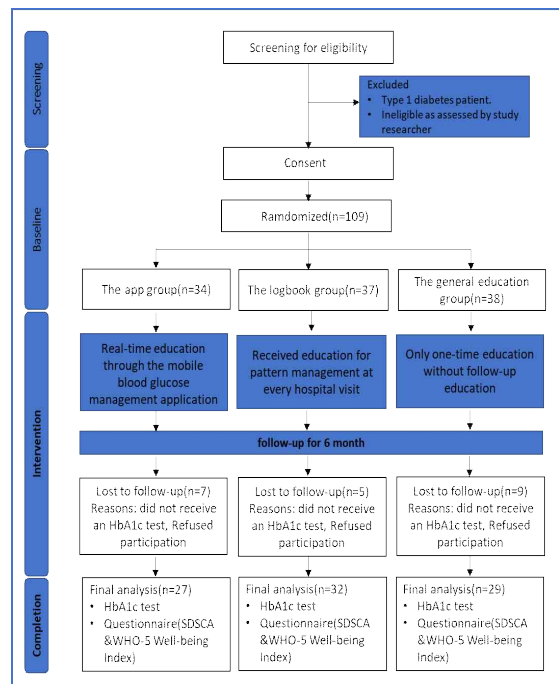 Screening
Screening for eligibility
Excluded
• Type 1 diabetes patient.
• Ineligible as assessed by study
researcher
Baseline
Consent
Ramdomized(n=109)
The app group(n=34)
The logbook group(n=37)
The general education
group(n=38)
Intervention
Real-time education
through the mobile
blood glucose
management application
Received education for
pattern management at
every hospital visit
Only one-time education
without follow-up
education
follow-up for 6 month
Lost to follow-up(n=7)
Reasons: did not receive
an HbA1c test, Refused
participation
Lost to follow-up(n=5)
Reasons: did not receive
an HbA1c test, Refused
participation
Lost to follow-up(n=9)
Reasons: did not receive
an HbA1c test, Refused
participation
Completion
Final analysis(n=27)
• HbA1c test
• Questionnaire(SDSCA
&WHO-5 Well-being
Index)
Final analysis(n=32)
• HbA1c test
• Questionnaire(SDSCA
&WHO-5 Well-being
Index)
Final analysis(n=29)
• HbA1c test
• Questionnaire(SDSCA
&WHO-5 Well-being
Index)